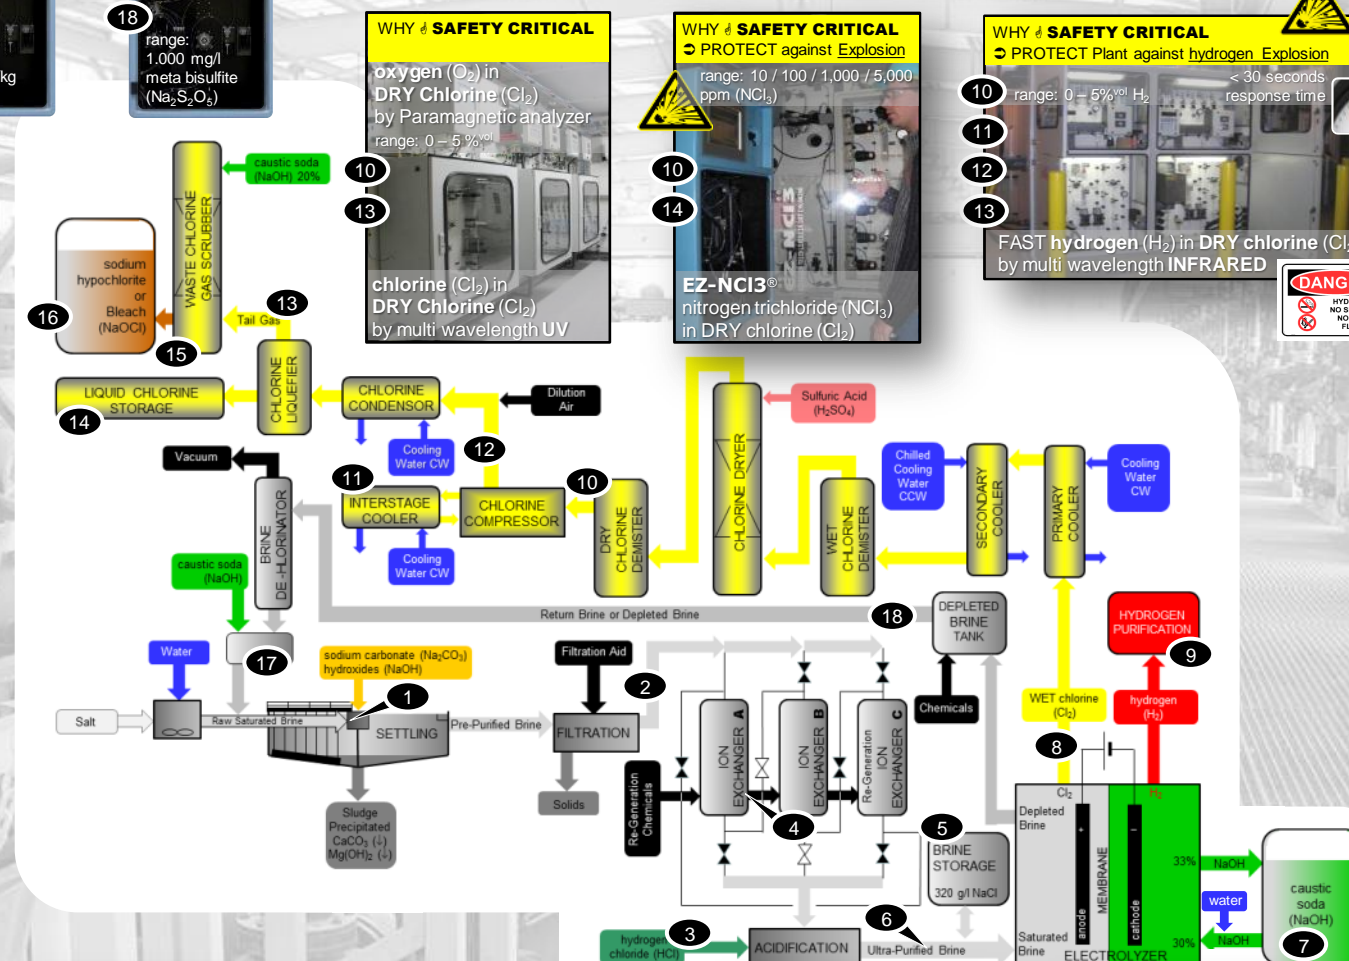 18
range:
1.000 mg/l
meta bisulfite
(Na₂S₂O₅)
kg
WHY SAFETY CRITICAL
oxygen (O₂) in
DRY Chlorine (Cl₂)
by Paramagnetic analyzer
range: 0 – 5 %vol
10
13
chlorine (Cl₂) in
DRY Chlorine (Cl₂)
by multi wavelength UV
WHY SAFETY CRITICAL
➲ PROTECT against Explosion
range: 10 / 100 / 1,000 / 5,000
ppm (NCl₃)
10
14
EZ-NCl3®
nitrogen trichloride (NCl₃)
in DRY chlorine (Cl₂)
WHY SAFETY CRITICAL
➲ PROTECT Plant against hydrogen Explosion
< 30 seconds
response time
range: 0 – 5%vol H₂
10
11
12
13
FAST hydrogen (H₂) in DRY chlorine (Cl
by multi wavelength INFRARED
DANG
caustic soda
(NaOH) 20%
WASTE CHLORINE
GAS SCRUBBER
sodium
hypochlorite
or
Bleach
(NaOCl)
16
15
Tail Gas
13
CHLORINE
LIQUEFIER
LIQUID CHLORINE
STORAGE
14
CHLORINE
CONDENSOR
Dilution
Air
Cooling
Water CW
12
Vacuum
11
INTERSTAGE
COOLER
CHLORINE
COMPRESSOR
10
Cooling
Water CW
DRY
CHLORINE
DEMISTER
CHLORINE DRYER
Sulfuric Acid
(H₂SO₄)
WET
CHLORINE
DEMISTER
Chilled
Cooling
Water
CCW
SECONDARY
COOLER
PRIMARY
COOLER
Cooling
Water
CW
BRINE
DE -HLORINATOR
caustic soda
(NaOH)
Return Brine or Depleted Brine
18
DEPLETED
BRINE
TANK
HYDROGEN
PURIFICATION
9
Water
17
sodium carbonate (Na₂CO₃)
hydroxides (NaOH)
1
Filtration Aid
2
Salt
Raw Saturated Brine
SETTLING
Pre-Purified Brine
FILTRATION
Solids
Sludge
Precipitated
CaCO₃ (↓)
Mg(OH)₂ (↓)
Re-Generation
Chemicals
ION
EXCHANGER A
ION
EXCHANGER B
Re-Generation
ION
EXCHANGER C
4
Chemicals
WET chlorine
(Cl₂)
hydrogen
(H₂)
8
Cl₂
H₂
Depleted
Brine
5
BRINE
STORAGE
320 g/l NaCl
+
–
anode
MEMBRANE
cathode
33%
NaOH
water
caustic
soda
(NaOH)
7
30%
NaOH
Saturated
Brine
ELECTROLYZER
3
hydrogen
chloride (HCl)
ACIDIFICATION
6
Ultra-Purified Brine